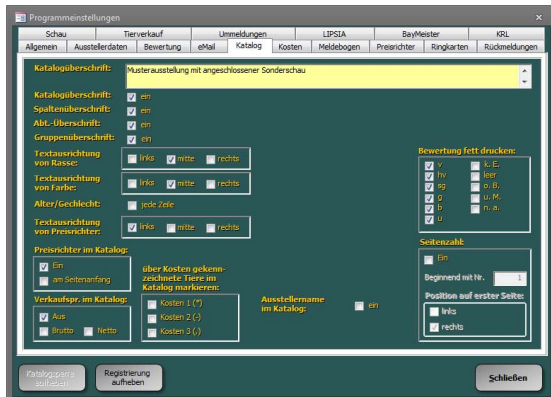 Programmeinstellungen
Schau Tierverkauf Ummeldungen LIPSIA BayMeister KRL
Allgemein Ausstellerdaten Bewertung eMail Katalog Kosten Meldebogen Preisrichter Ringkarten Rückmeldungen
Katalogüberschrift: Musterausstellung mit angeschlossener Sonderschau
Katalogüberschrift: ein
Spaltenüberschrift: ein
Abt.-Überschrift: ein
Gruppenüberschrift: ein
Textausrichtung von Rasse: links mitte rechts
Textausrichtung von Farbe: links mitte rechts
Alter/Gechlecht: jede Zeile
Textausrichtung von Preisrichter: links mitte rechts
Bewertung fett drucken:
v k. E.
hv leer
sg o. B.
g u. M.
b n. a.
u
Preisrichter im Katalog:
Ein
am Seitenanfang
Verkaufspr. im Katalog:
Aus
Brutto Netto
über Kosten gekenn-
zeichnete Tiere im
Katalog markieren:
Kosten 1 (*)
Kosten 2 (-)
Kosten 3 (,)
Ausstellername im Katalog: ein
Seitenzahl:
Ein
Beginnend mit Nr. 1
Position auf erster Seite:
links
rechts
Katalogsperre aufheben
Registrierung aufheben
Schließen